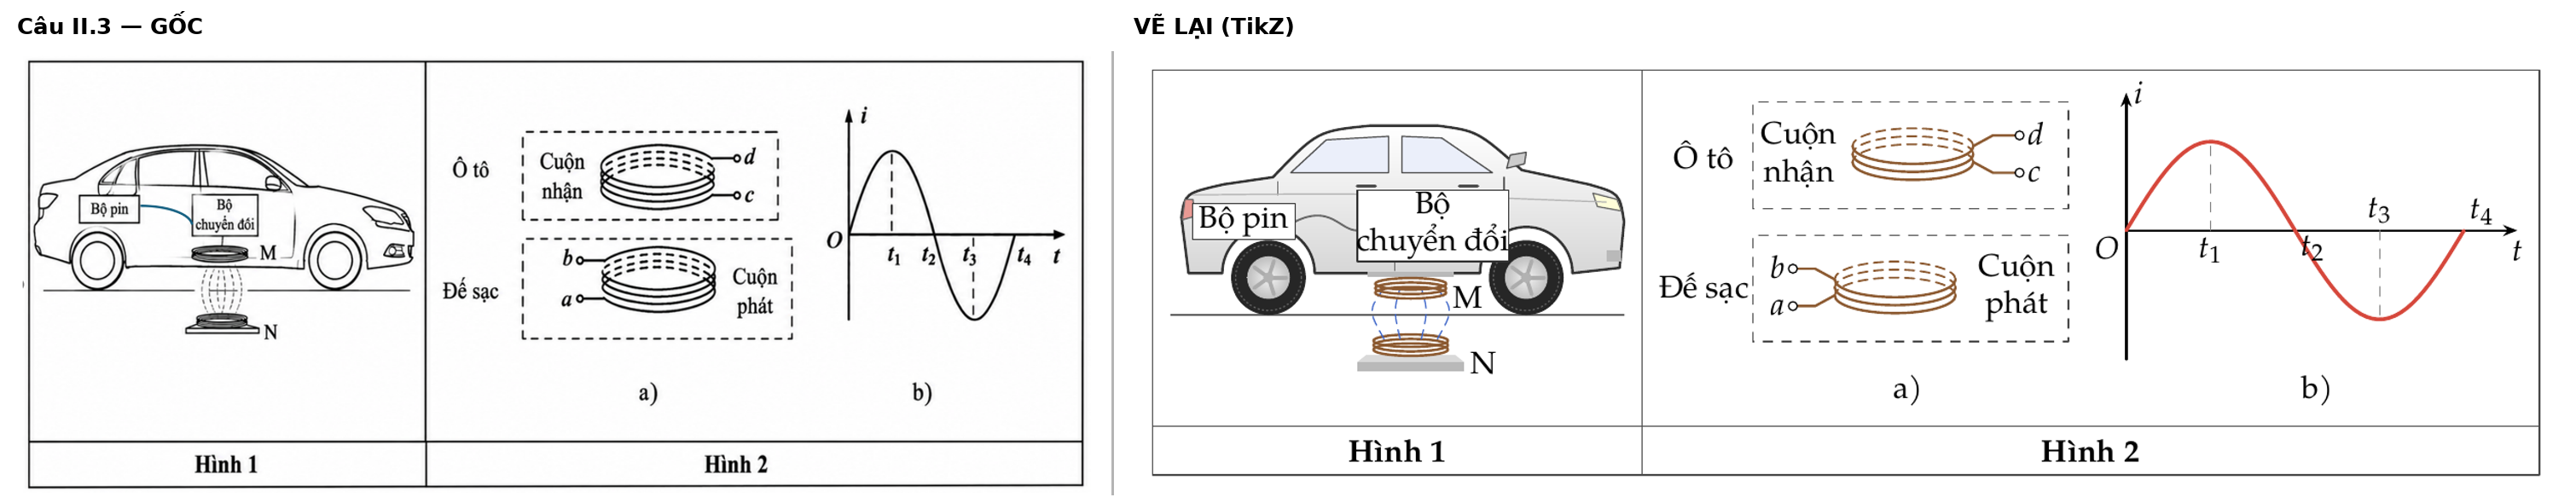 Câu II.3 — GỐC
Bộ pin
Bộ
chuyển đổi
M
N
Ô tô
Cuộn
nhận
d
c
Đế sạc
b
a
Cuộn
phát
a)
i
O
t1
t2
t3
t4
t
b)
Hình 1
Hình 2
VẼ LẠI (TikZ)
Bộ pin
Bộ
chuyển đổi
M
N
Ô tô
Cuộn
nhận
d
c
Đế sạc
b
a
Cuộn
phát
a)
i
O
t1
t2
t3
t4
t
b)
Hình 1
Hình 2